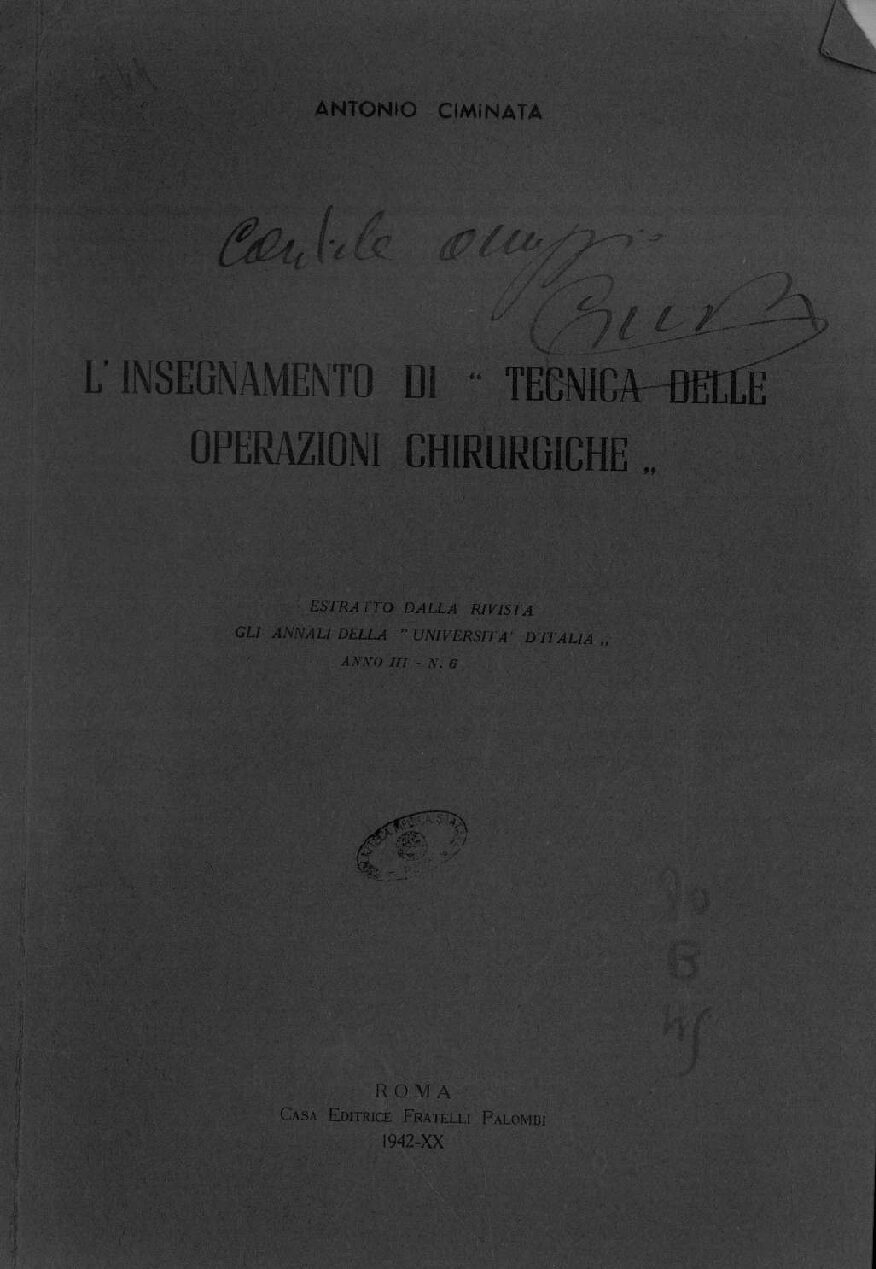 ANTONIO CIMINATA
L' INSEGNAMENTO DI “ TECNICA DELLE
OPERAZIONI CHIRURGICHE „
ESTRATTO DALLA RIVISTA
GLI ANNALI DELLA " UNIVERSITA' D'ITALIA „
ANNO III - N. 6
B
ROMA
CASA EDITRICE FRATELLI PALOMBI
1942-XX